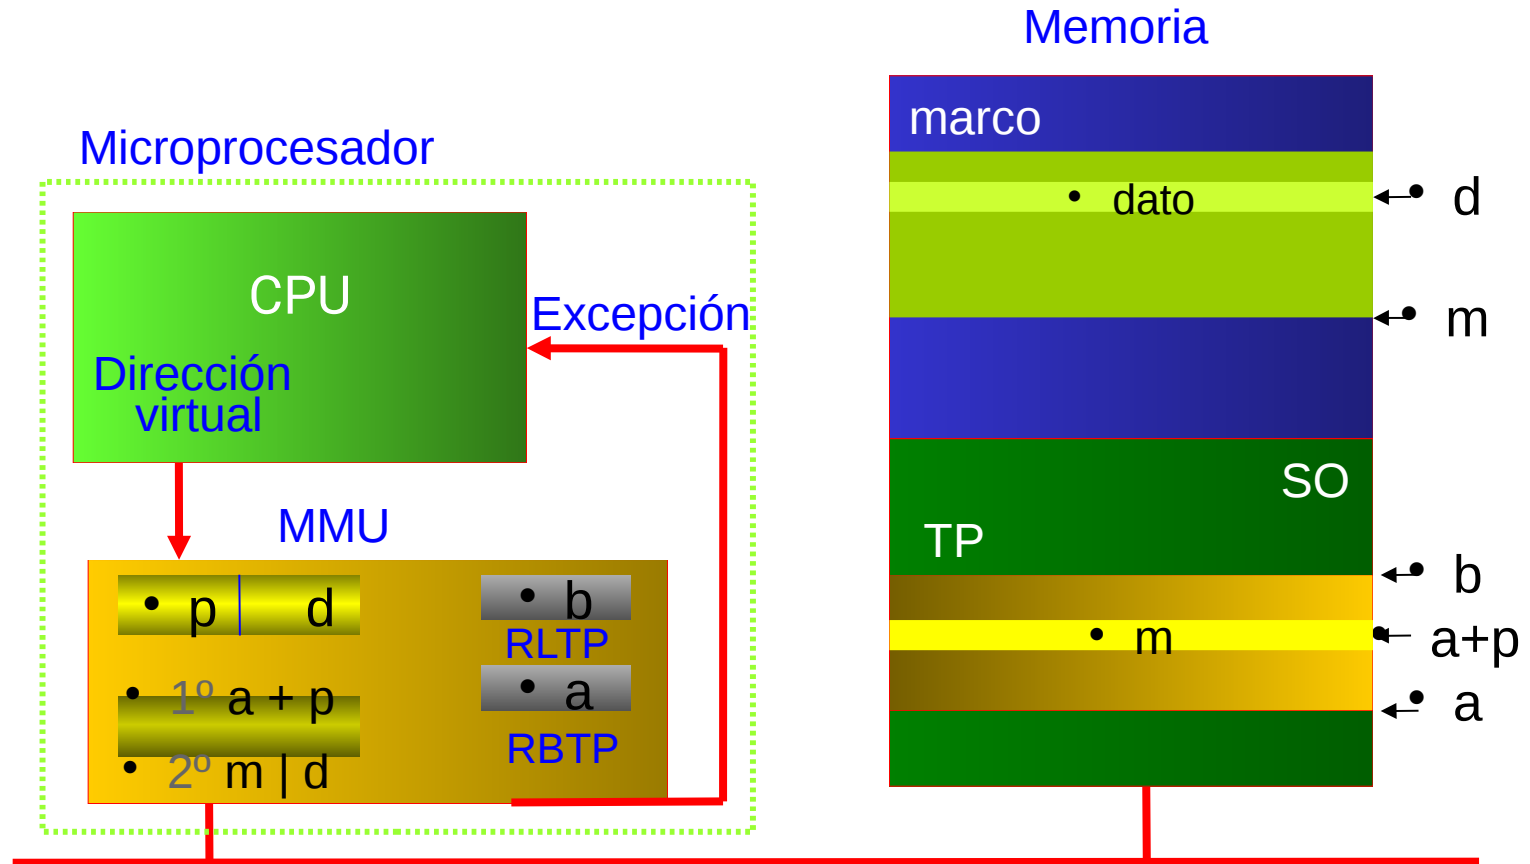 Memoria
marco
Microprocesador
• dato
• d
CPU
Excepción
• m
Dirección
virtual
SO
MMU
TP
• b
• p d
• b
RLTP
• m
• a+p
• 1º a + p
• a
• a
RBTP
• 2º m | d